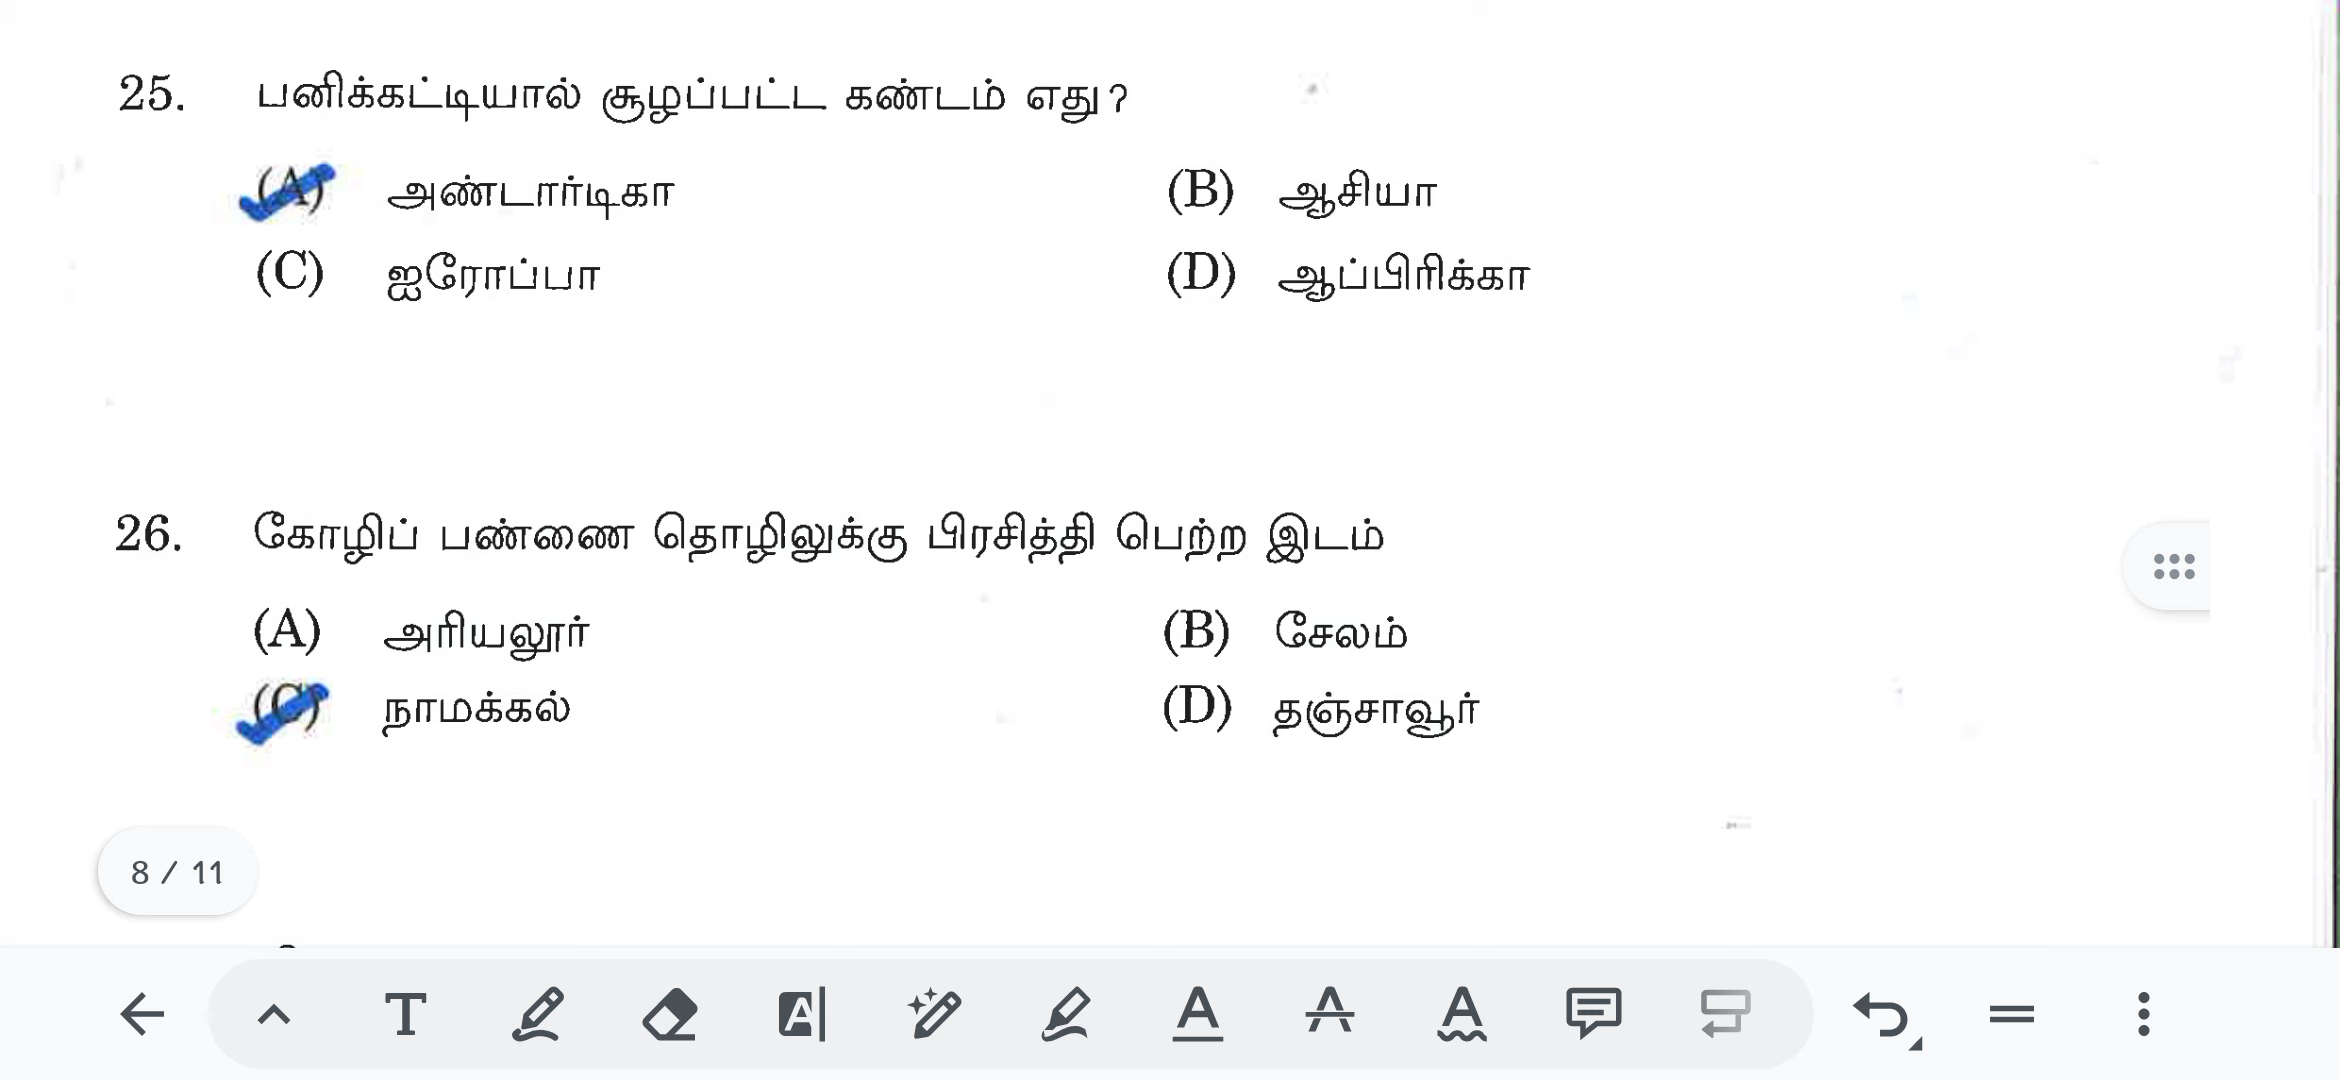 25. பனிக்கட்டியால் சூழப்பட்ட கண்டம் எது?
(A) அண்டார்டிகா (B) ஆசியா
(C) ஐரோப்பா (D) ஆப்பிரிக்கா
26. கோழிப் பண்ணை தொழிலுக்கு பிரசித்தி பெற்ற இடம்
(A) அரியலூர் (B) சேலம்
(C) நாமக்கல் (D) தஞ்சாவூர்
8 / 11